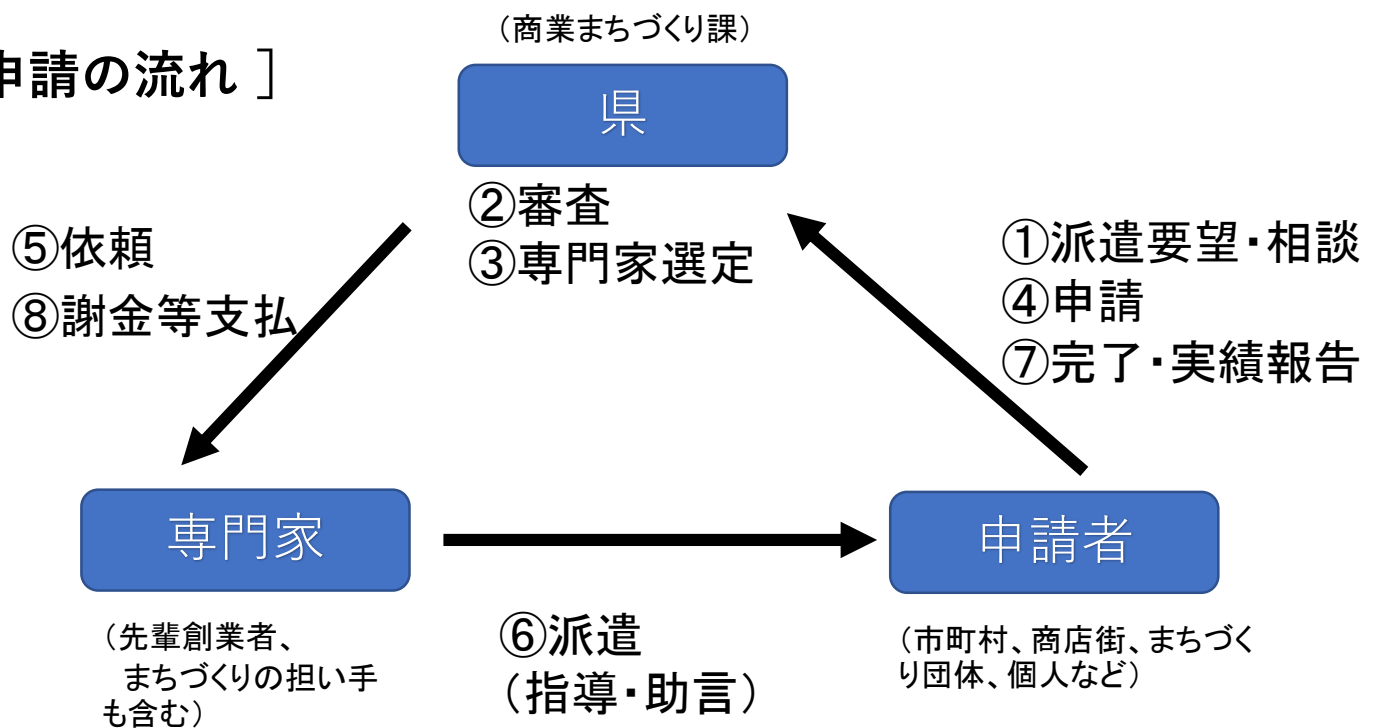 申請の流れ ］
（商業まちづくり課）
県
②審査
③専門家選定
⑤依頼
⑧謝金等支払
①派遣要望・相談
④申請
⑦完了・実績報告
専門家
申請者
（先輩創業者、
まちづくりの担い手
も含む）
⑥派遣
（指導・助言）
（市町村、商店街、まちづく
り団体、個人など）